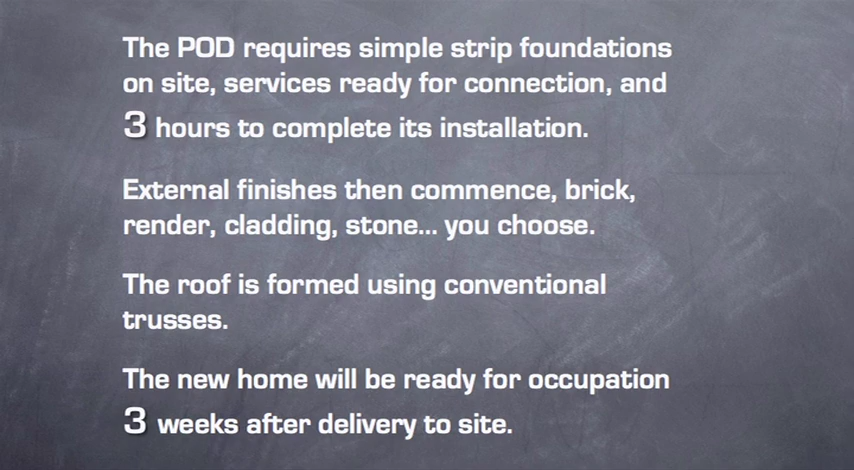 The POD requires simple strip foundations
on site, services ready for connection, and
3 hours to complete its installation.
External finishes then commence, brick,
render, cladding, stone... you choose.
The roof is formed using conventional
trusses.
The new home will be ready for occupation
3 weeks after delivery to site.